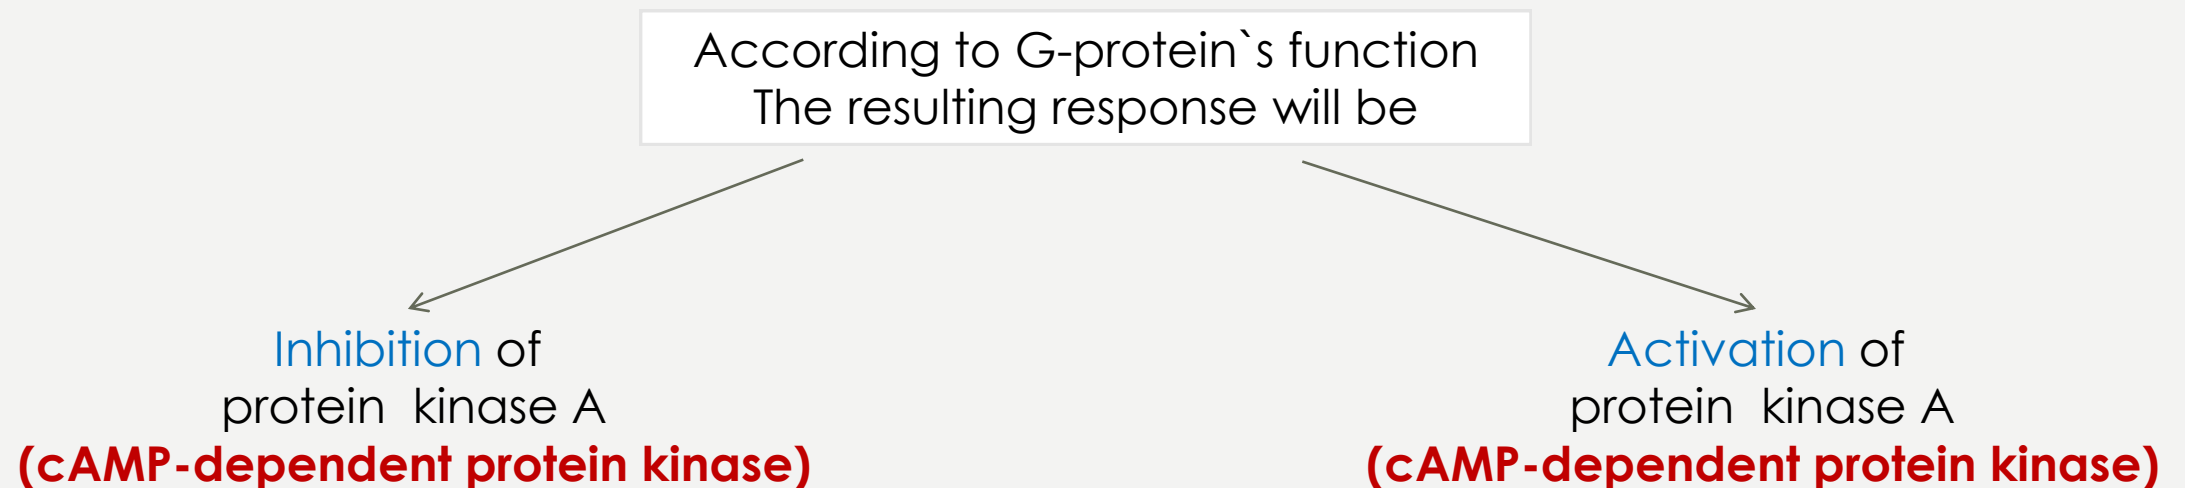 According to G-protein`s function
The resulting response will be
Inhibition of
protein  kinase A
(cAMP-dependent protein kinase)
Activation of
protein  kinase A
(cAMP-dependent protein kinase)